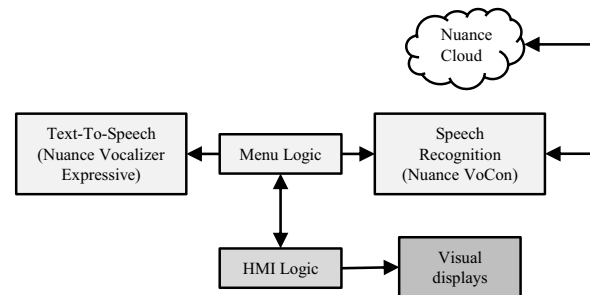 Nuance
Cloud
Text-To-Speech
(Nuance Vocalizer
Expressive)
Menu Logic
Speech
Recognition
(Nuance VoCon)
HMI Logic
Visual
displays